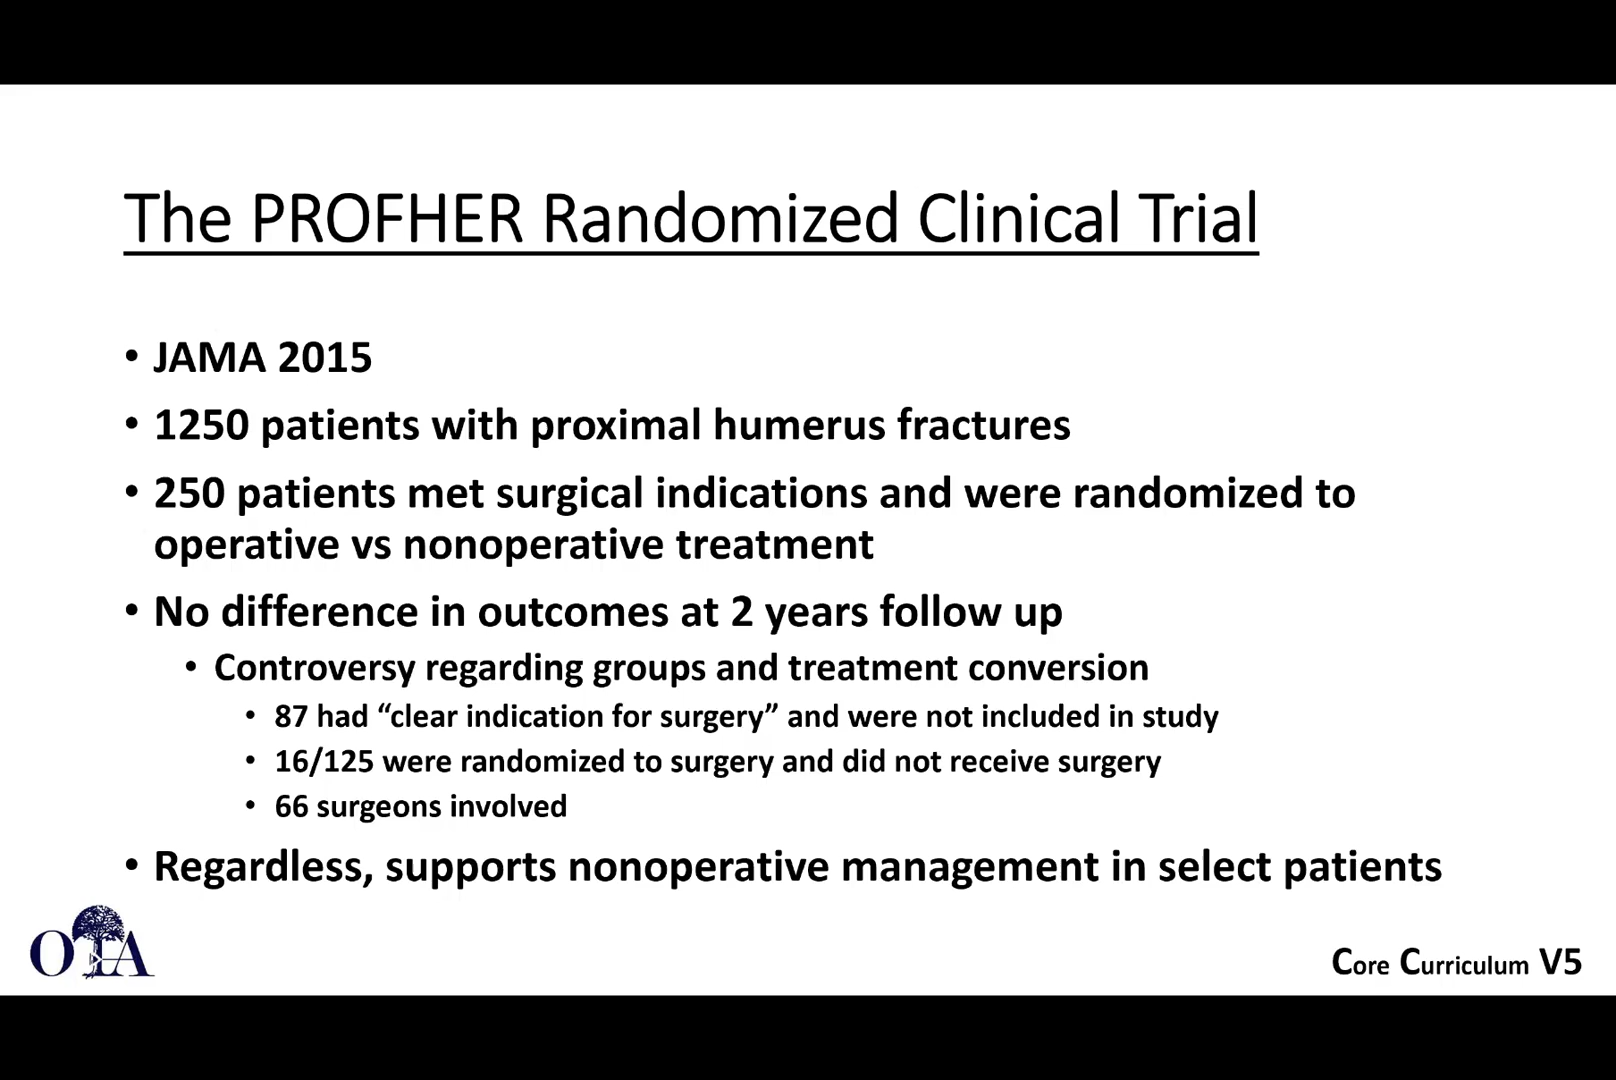 The PROFHER Randomized Clinical Trial
• JAMA 2015
• 1250 patients with proximal humerus fractures
• 250 patients met surgical indications and were randomized to
operative vs nonoperative treatment
• No difference in outcomes at 2 years follow up
• Controversy regarding groups and treatment conversion
• 87 had “clear indication for surgery” and were not included in study
• 16/125 were randomized to surgery and did not receive surgery
• 66 surgeons involved
• Regardless, supports nonoperative management in select patients
OTA
Core Curriculum V5